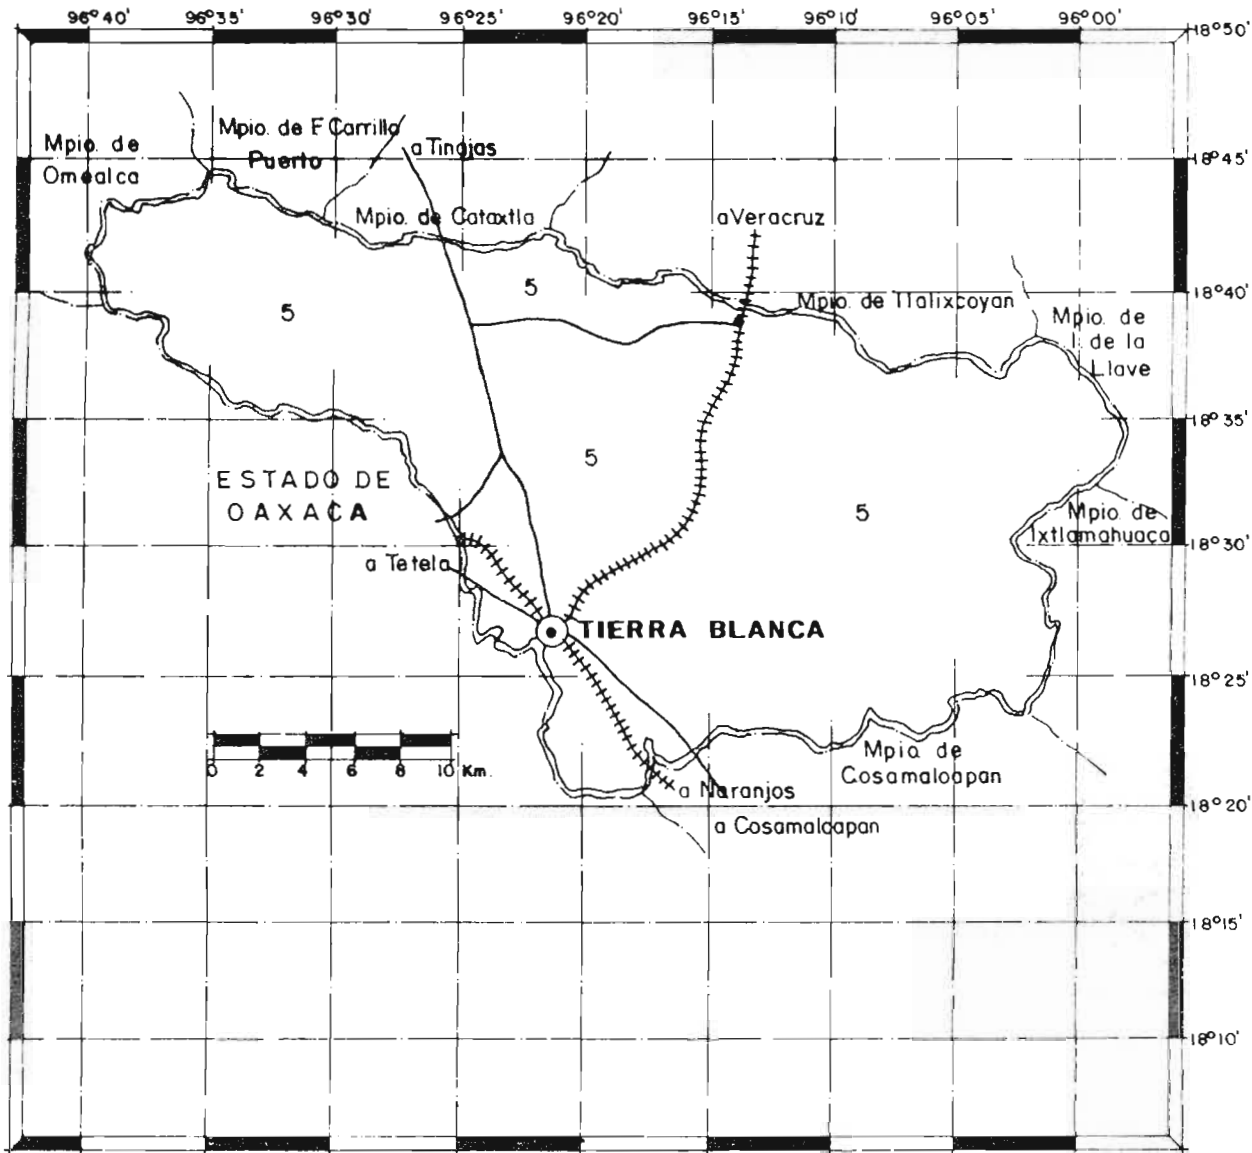 96°40' 96°35' 96°30' 96°25' 96°20' 96°14' 96°10' 96°05' 96°00'
18°50'
Mpio. de F. Carrillo
Puerto
Mpio. de
Omealca
a Tinajas
18°45'
Mpio. de Cataxtla
a Veracruz
5
5
18°40'
Mpio. de Tlalixcoyan
Mpio. de
I. de la
Llave
18°35'
5
ESTADO DE
OAXACA
5
Mpio. de
Ixtlamahuaca
18°30'
a Tetela
TIERRA BLANCA
18°25'
0 2 4 6 8 10 Km.
Mpio. de
Cosamaloapan
a Naranjos
18°20'
a Cosamaloapan
18°15'
18°10'